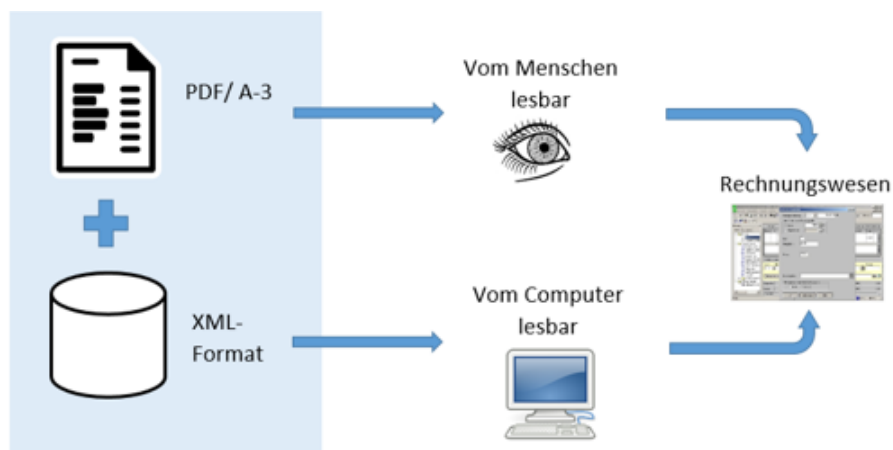 PDF/ A-3
Vom Menschen
lesbar
Rechnungswesen
XML-
Format
Vom Computer
lesbar